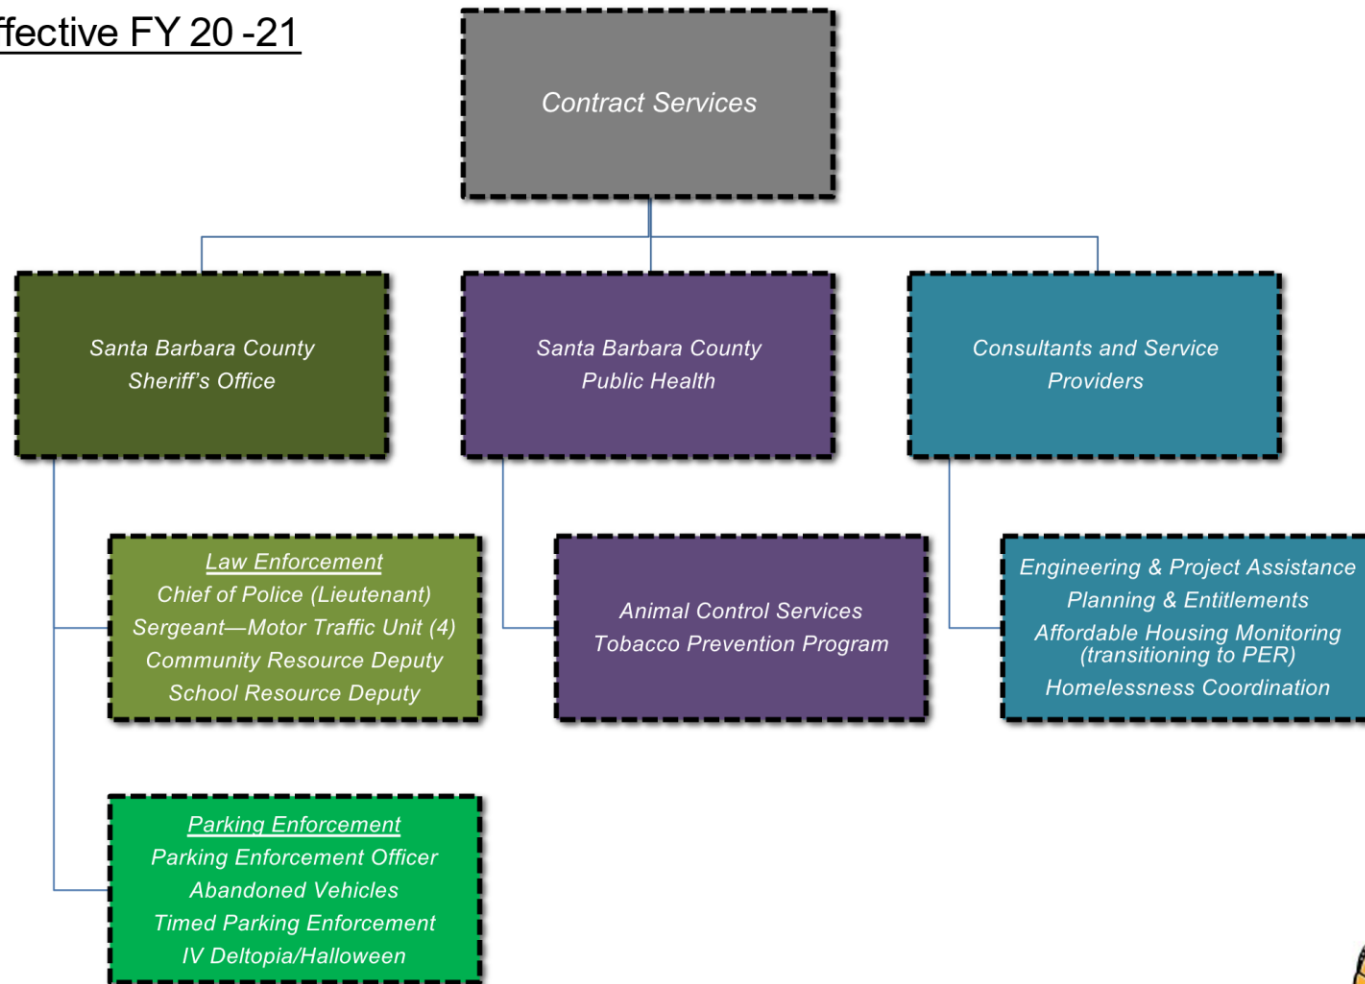 ffective FY 20 -21
Contract Services
Santa Barbara County
Sheriff's Office
Santa Barbara County
Public Health
Consultants and Service
Providers
Law Enforcement
Chief of Police (Lieutenant)
Sergeant—Motor Traffic Unit (4)
Community Resource Deputy
School Resource Deputy
Animal Control Services
Tobacco Prevention Program
Engineering & Project Assistance
Planning & Entitlements
Affordable Housing Monitoring
(transitioning to PER)
Homelessness Coordination
Parking Enforcement
Parking Enforcement Officer
Abandoned Vehicles
Timed Parking Enforcement
IV Deltopia/Halloween